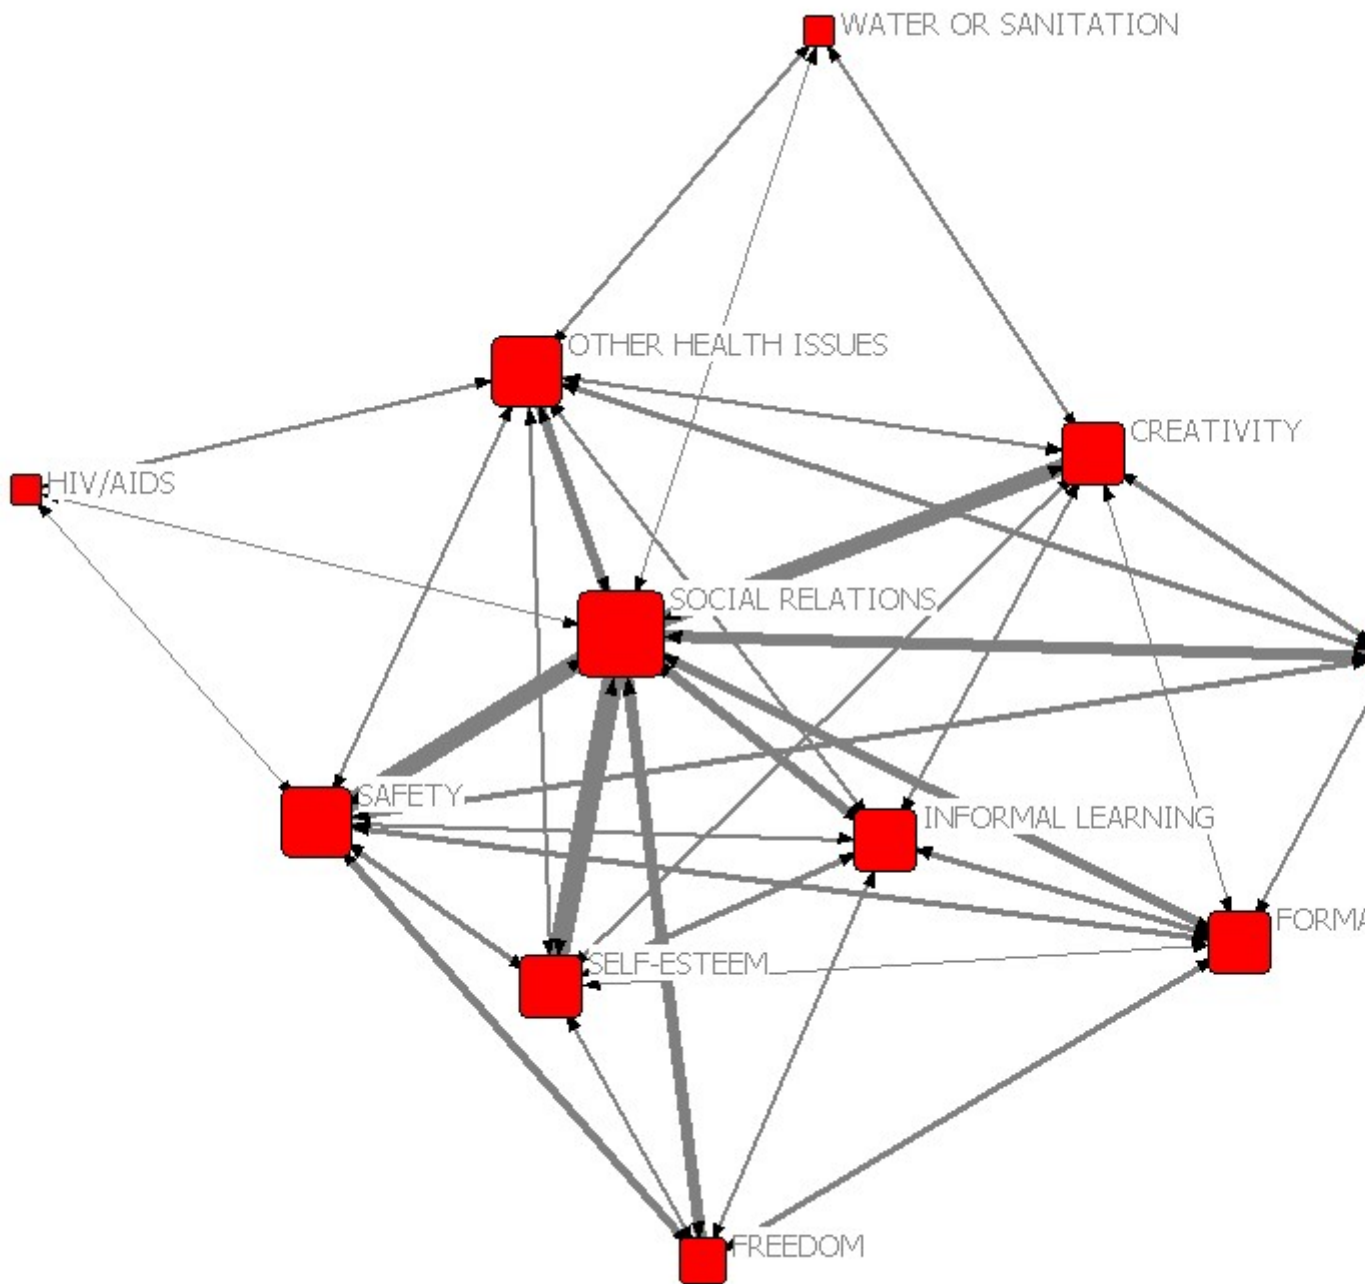 WATER OR SANITATION
OTHER HEALTH ISSUES
CREATIVITY
HIV/AIDS
SOCIAL RELATIONS
SAFETY
INFORMAL LEARNING
FORMA
SELF-ESTEEM
FREEDOM